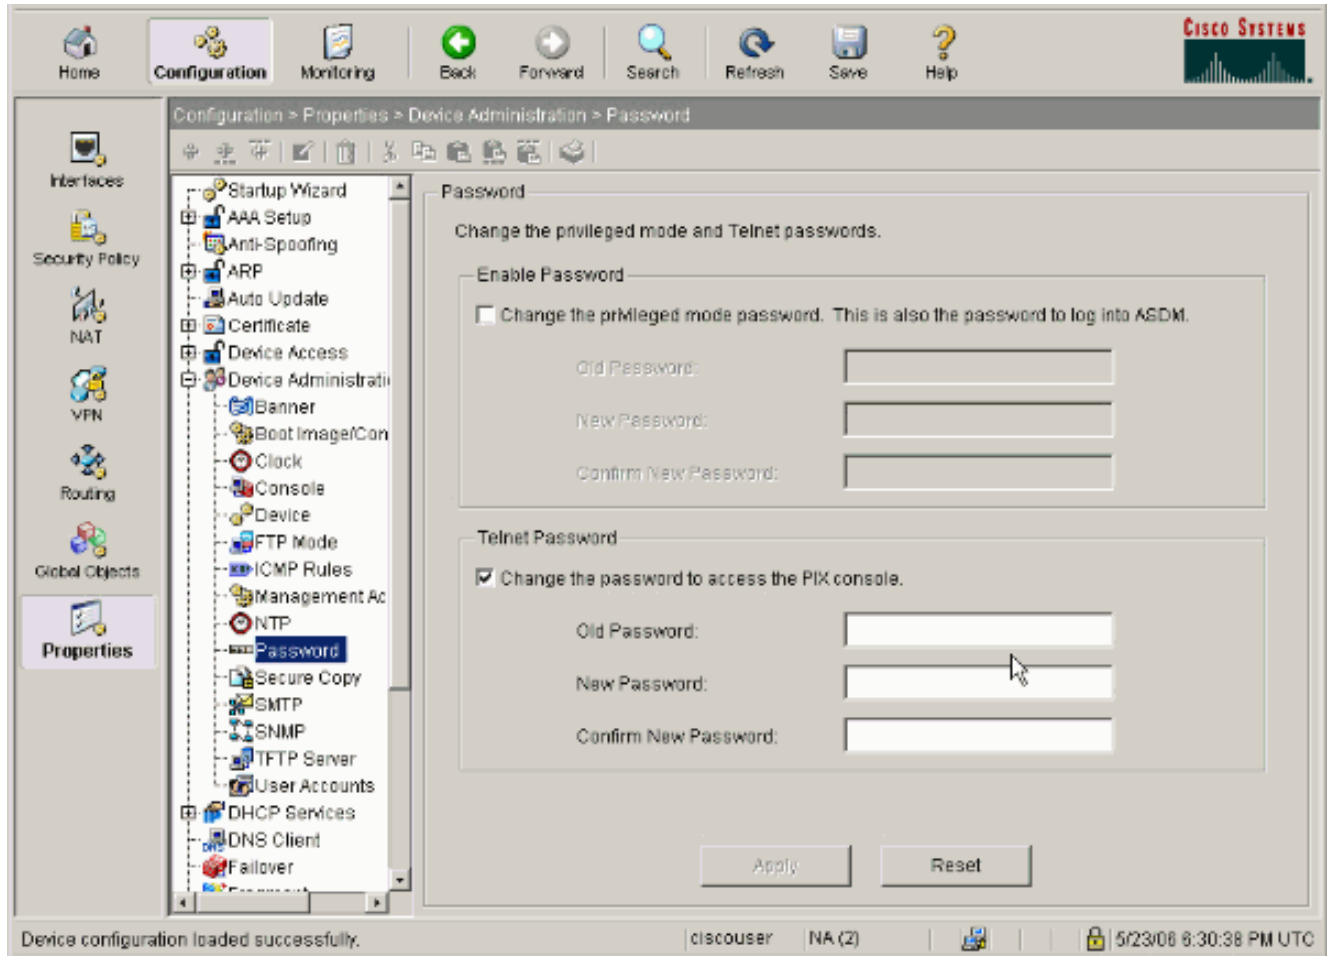 CISCO SYSTEMS
Home
Configuration
Monitoring
Back
Forward
Search
Refresh
Save
Help
Configuration > Properties > Device Administration > Password
Interfaces
Security Policy
NAT
VPN
Routing
Global Objects
Properties
Startup Wizard
AAA Setup
Anti-Spoofing
ARP
Auto Update
Certificate
Device Access
Device Administrati
Banner
Boot Image/Con
Clock
Console
Device
FTP Mode
ICMP Rules
Management Ac
NTP
Password
Secure Copy
SMTP
SNMP
TFTP Server
User Accounts
DHCP Services
DNS Client
Failover
Password
Change the privileged mode and Telnet passwords.
Enable Password
Change the privileged mode password. This is also the password to log into ASDM.
Old Password:
New Password:
Confirm New Password:
Telnet Password
Change the password to access the PIX console.
Old Password:
New Password:
Confirm New Password:
Apply
Reset
Device configuration loaded successfully.
ciscouser
NA (2)
5/23/06 6:30:38 PM UTC